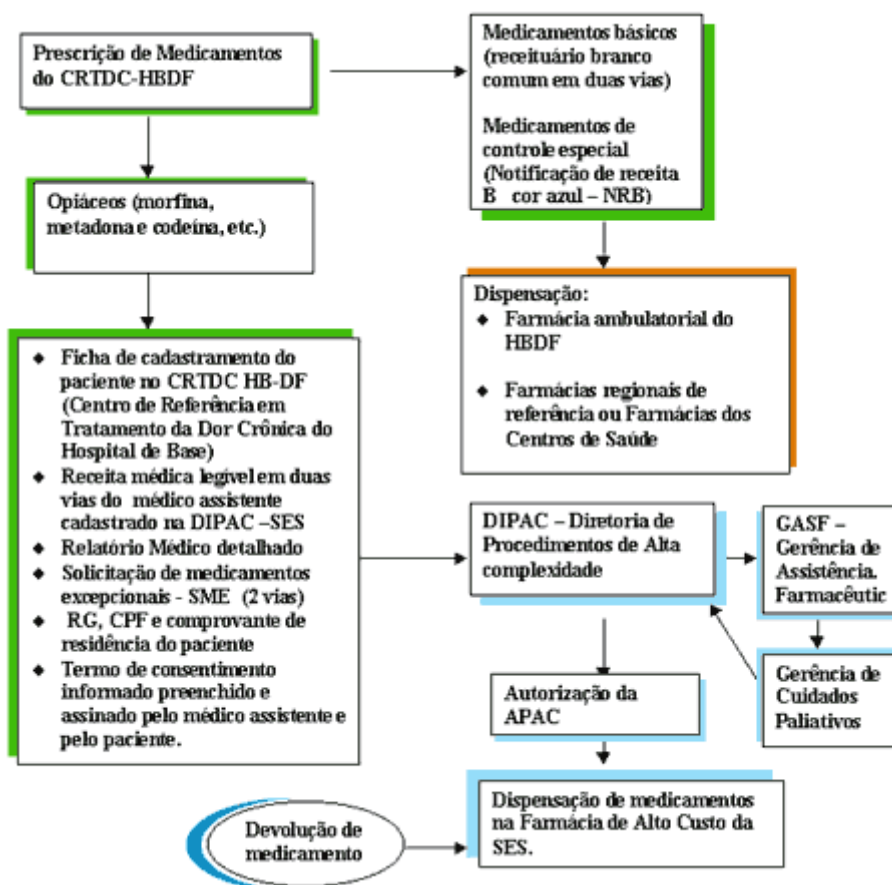 Prescrição de Medicamentos
do CRTDC-HBDF
Medicamentos básicos
(receituário branco
comum em duas vias)
Medicamentos de
controle especial
(Notificação de receita
B cor azul – NRB)
Opiáceos (morfina,
metadona e codeína, etc.)
Dispensação:
◆ Farmácia ambulatorial do
HBDF
◆ Farmácias regionais de
referência ou Farmácias dos
Centros de Saúde
◆ Ficha de cadastramento do
paciente no CRTDC HB-DF
(Centro de Referência em
Tratamento da Dor Crônica do
Hospital de Base)
◆ Receita médica legível em duas
vias do médico assistente
cadastrado na DIPAC –SES
◆ Relatório Médico detalhado
◆ Solicitação de medicamentos
excepcionais - SME (2 vias)
◆ RG, CPF e comprovante de
residência do paciente
◆ Termo de consentimento
informado preenchido e
assinado pelo médico assistente e
pelo paciente.
DIPAC – Diretoria de
Procedimentos de Alta
complexidade
GASF –
Gerência de
Assistência.
Farmacêutic
Gerência de
Cuidados
Paliativos
Autorização da
APAC
Dispensação de medicamentos
na Farmácia de Alto Custo da
SES.
Devolução de
medicamento